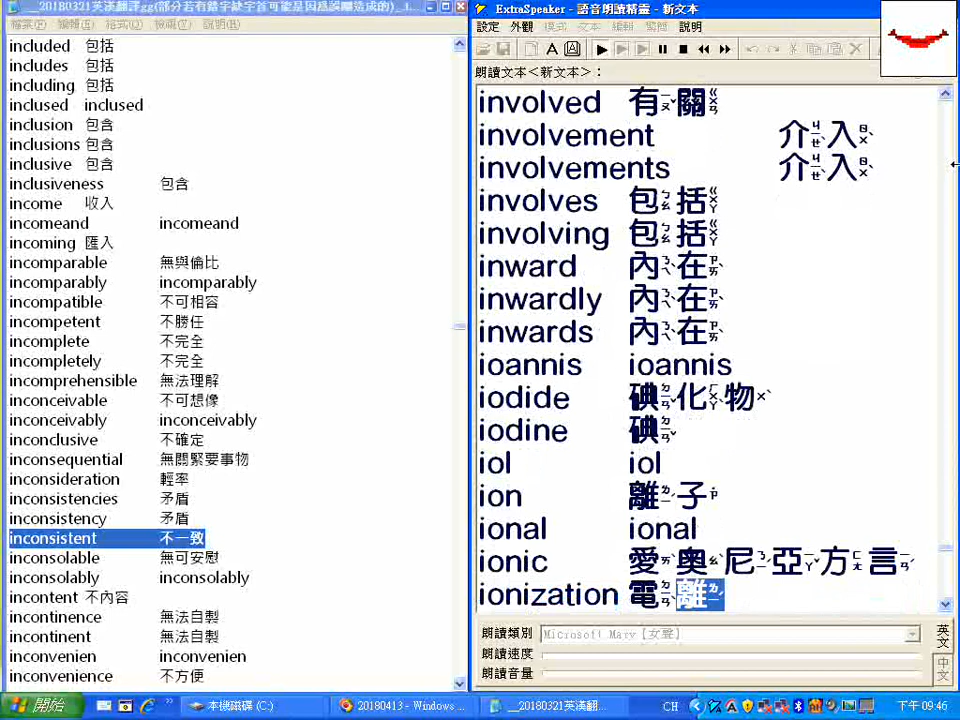 __20180321英漢翻譯gg(部分若有錯字缺字首可能是因為誤雕造成的)_1...
檔案(F) 編輯(E) 格式(O) 檢視(V) 說明(H)
included 包括
includes 包括
including 包括
inclused inclused
inclusion 包含
inclusions 包含
inclusive 包含
inclusiveness 包含
income 收入
incomeand incomeand
incoming 匯入
incomparable 無與倫比
incomparably incomparably
incompatible 不可相容
incompetent 不勝任
incomplete 不完全
incompletely 不完全
incomprehensible 無法理解
inconceivable 不可想像
inconceivably inconceivably
inconclusive 不確定
inconsequential 無關緊要事物
inconsideration 輕率
inconsistencies 矛盾
inconsistency 矛盾
inconsistent 不一致
inconsolable 無可安慰
inconsolably inconsolably
incontent 不內容
incontinence 無法自製
incontinent 無法自製
inconvenien inconvenien
inconvenience 不方便
ExtraSpeaker - 語音朗讀精靈 - 新文本
設定 外觀 模式 文本 編輯 繁簡 說明
朗讀文本<新文本>：
involved 有關
involvement 介入
involvements 介入
involves 包括
involving 包括
inward 內在
inwardly 內在
inwards 內在
ioannis ioannis
iodide 碘化物
iodine 碘
iol iol
ion 離子
ional ional
ionic 愛奧尼亞方言
ionization 電離
朗讀類別 Microsoft Mary [女聲]
朗讀速度
朗讀音量
英文
中文
開始 本機磁碟 (C:) 20180413 - Windows ... __20180321英漢翻... CH 下午 09:46